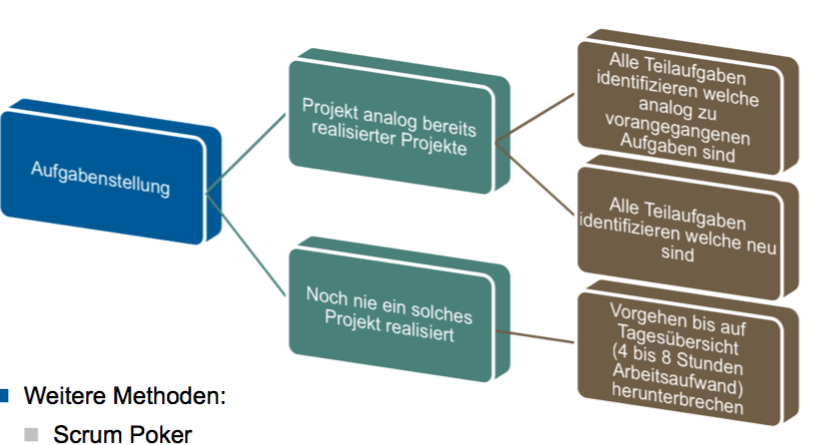 Aufgabenstellung
Projekt analog bereits
realisierter Projekte
Alle Teilaufgaben
identifizieren welche
analog zu
vorangegangenen
Aufgaben sind
Alle Teilaufgaben
identifizieren welche neu
sind
Noch nie ein solches
Projekt realisiert
Vorgehen bis auf
Tagesübersicht
(4 bis 8 Stunden
Arbeitsaufwand)
herunterbrechen
Weitere Methoden:
Scrum Poker